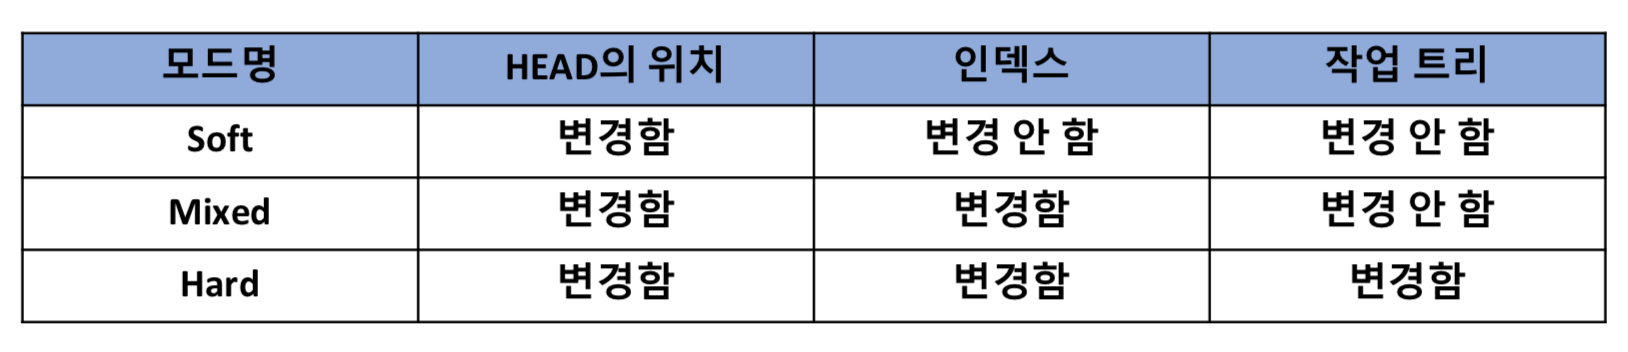 모드명 HEAD의 위치 인덱스 작업 트리
Soft 변경함 변경 안 함 변경 안 함
Mixed 변경함 변경함 변경 안 함
Hard 변경함 변경함 변경함